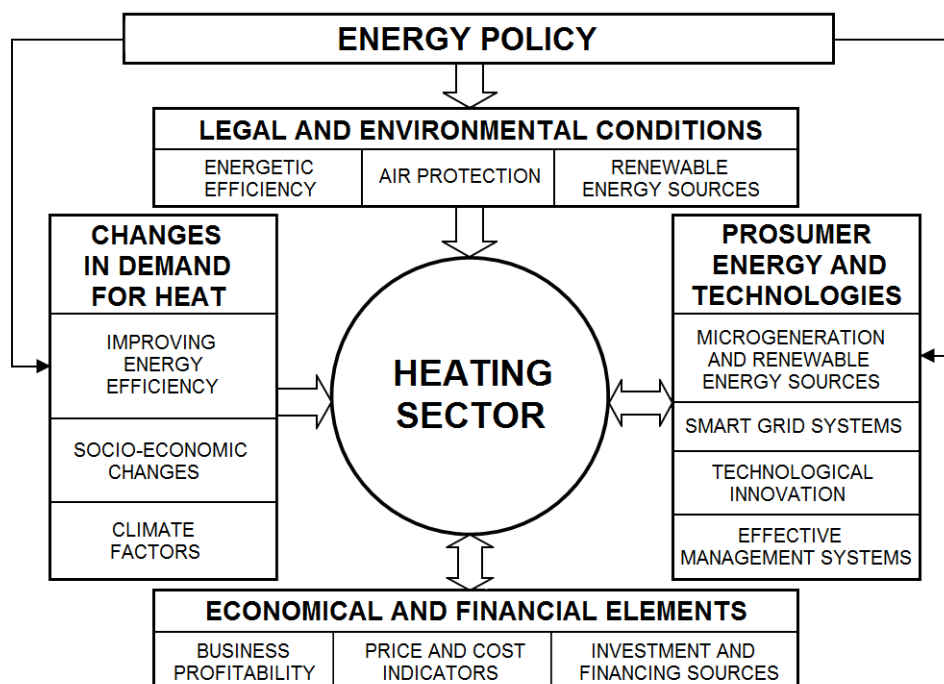 ENERGY POLICY
LEGAL AND ENVIRONMENTAL CONDITIONS
ENERGETIC
EFFICIENCY
AIR PROTECTION
RENEWABLE
ENERGY SOURCES
CHANGES
IN DEMAND
FOR HEAT
IMPROVING
ENERGY
EFFICIENCY
SOCIO-ECONOMIC
CHANGES
CLIMATE
FACTORS
HEATING
SECTOR
PROSUMER
ENERGY AND
TECHNOLOGIES
MICROGENERATION
AND RENEWABLE
ENERGY SOURCES
SMART GRID SYSTEMS
TECHNOLOGICAL
INNOVATION
EFFECTIVE
MANAGEMENT SYSTEMS
ECONOMICAL AND FINANCIAL ELEMENTS
BUSINESS
PROFITABILITY
PRICE AND COST
INDICATORS
INVESTMENT AND
FINANCING SOURCES